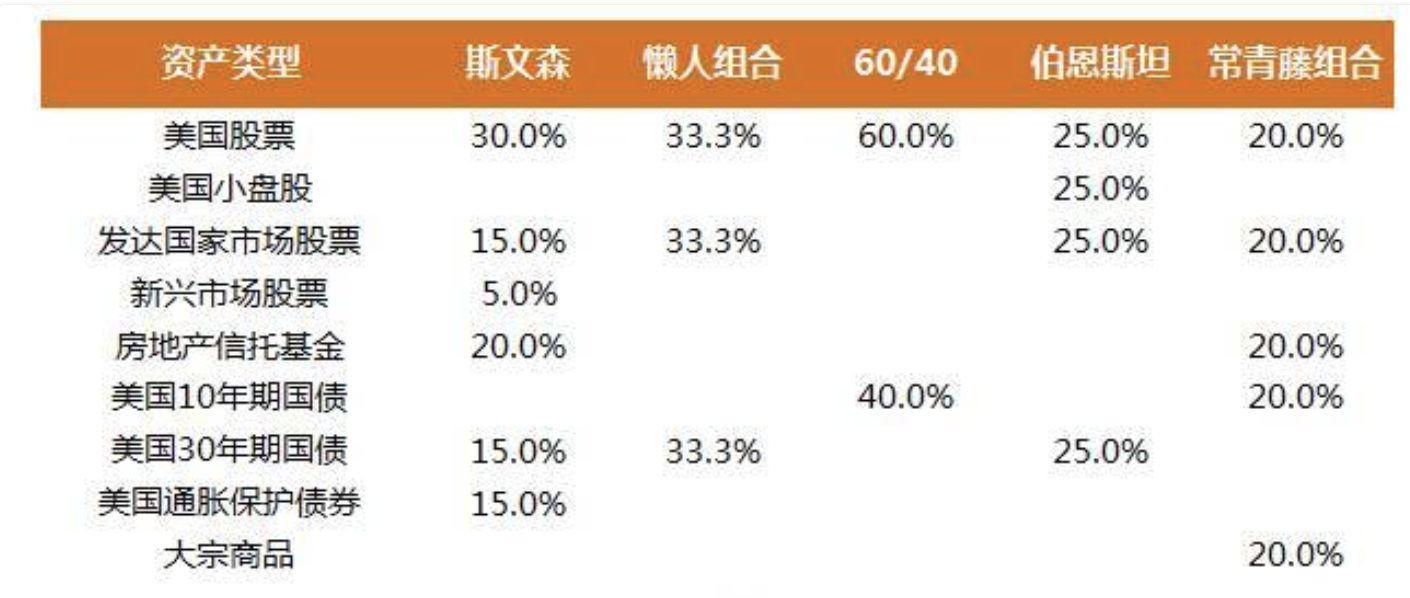 资产类型 斯文森 懒人组合 60/40 伯恩斯坦 常青藤组合
美国股票 30.0% 33.3% 60.0% 25.0% 20.0%
美国小盘股 25.0%
发达国家市场股票 15.0% 33.3% 25.0% 20.0%
新兴市场股票 5.0%
房地产信托基金 20.0% 20.0%
美国10年期国债 40.0% 20.0%
美国30年期国债 15.0% 33.3% 25.0%
美国通胀保护债券 15.0%
大宗商品 20.0%